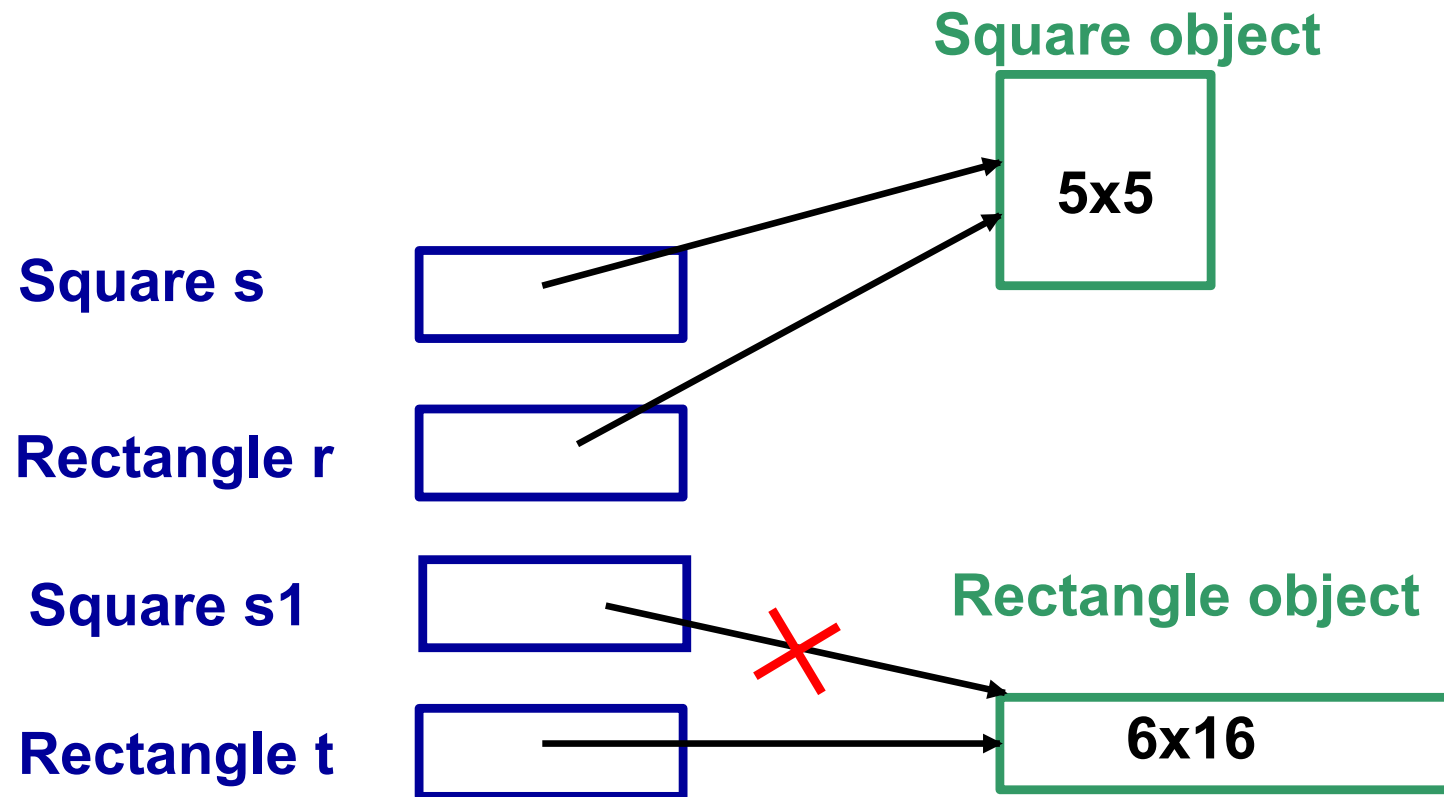 Square object
5x5
Square s
Rectangle r
Square s1
Rectangle object
Rectangle t
6x16